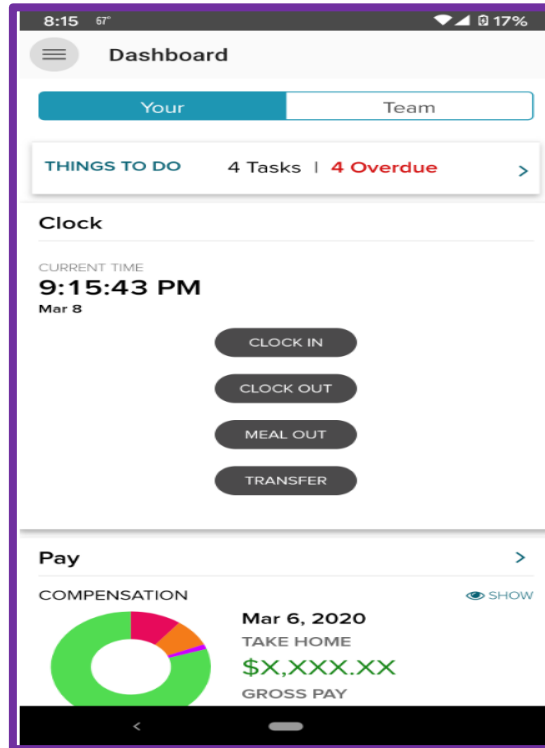 8:15 67° 17%
Dashboard
Your Team
THINGS TO DO 4 Tasks | 4 Overdue >
Clock
CURRENT TIME
9:15:43 PM
Mar 8
CLOCK IN
CLOCK OUT
MEAL OUT
TRANSFER
Pay >
COMPENSATION SHOW
Mar 6, 2020
TAKE HOME
$X,XXX.XX
GROSS PAY